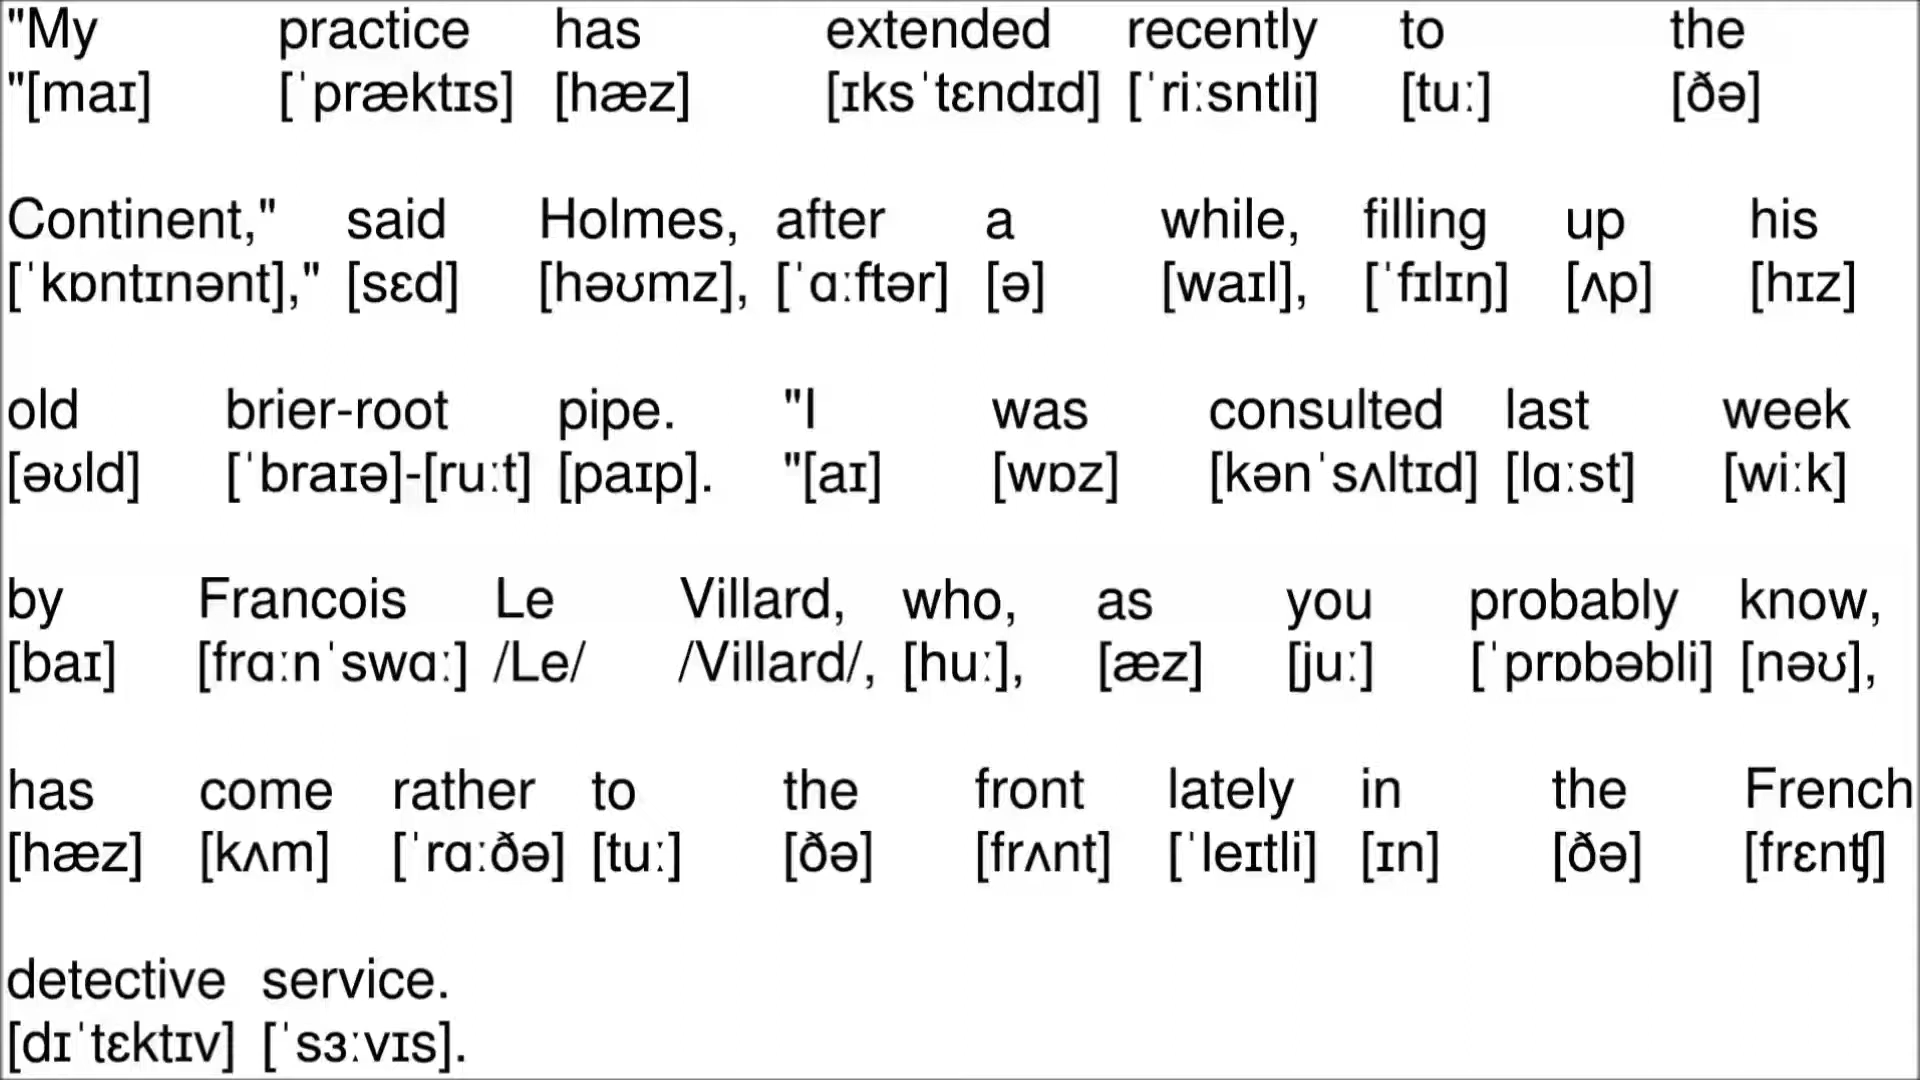 "My practice has extended recently to the
"[maɪ] [ˈpræktɪs] [hæz] [ɪksˈtɛndɪd] [ˈriːsntli] [tuː] [ðə]
Continent," said Holmes, after a while, filling up his
[ˈkɒntɪnənt]," [sɛd] [həʊmz], [ˈɑːftər] [ə] [waɪl], [ˈfɪlɪŋ] [ʌp] [hɪz]
old brier-root pipe. "I was consulted last week
[əʊld] [ˈbraɪə]-[ruːt] [paɪp]. "[aɪ] [wɒz] [kənˈsʌltɪd] [lɑːst] [wiːk]
by Francois Le Villard, who, as you probably know,
[baɪ] [frɑːnˈswɑː] /Le/ /Villard/, [huː], [æz] [juː] [ˈprɒbəbli] [nəʊ],
has come rather to the front lately in the French
[hæz] [kʌm] [ˈrɑːðə] [tuː] [ðə] [frʌnt] [ˈleɪtli] [ɪn] [ðə] [frɛnʧ]
detective service.
[dɪˈtɛktɪv] [ˈsɜːvɪs].